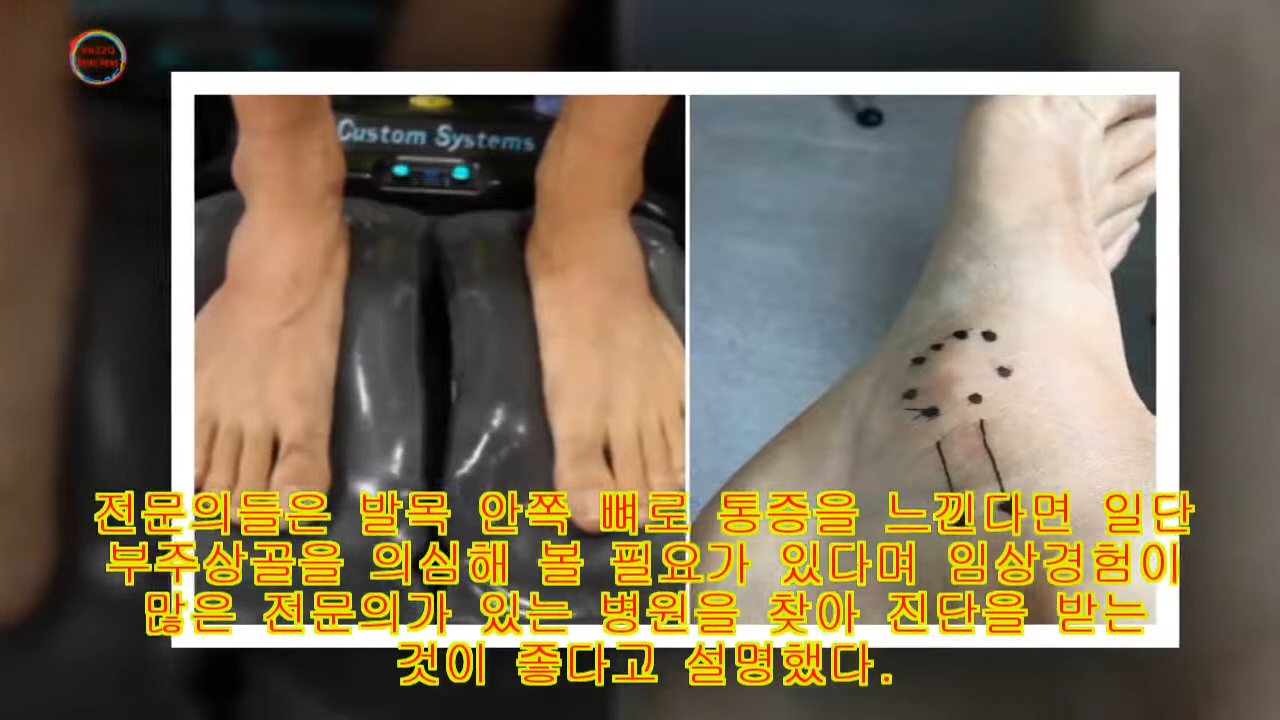 Custom Systems
전문의들은 발목 안쪽 뼈로 통증을 느낀다면 일단
부주상골을 의심해 볼 필요가 있다며 임상경험이
많은 전문의가 있는 병원을 찾아 진단을 받는
것이 좋다고 설명했다.